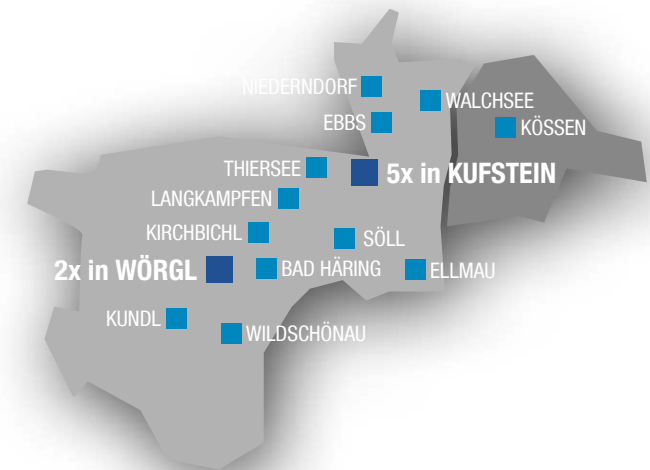 NIEDERNDORF
WALCHSEE
EBBS
KÖSSEN
THIERSEE
5x in KUFSTEIN
LANGKAMPFEN
KIRCHBICHL
SÖLL
2x in WÖRGL
BAD HÄRING
ELLMAU
KUNDL
WILDSCHÖNAU